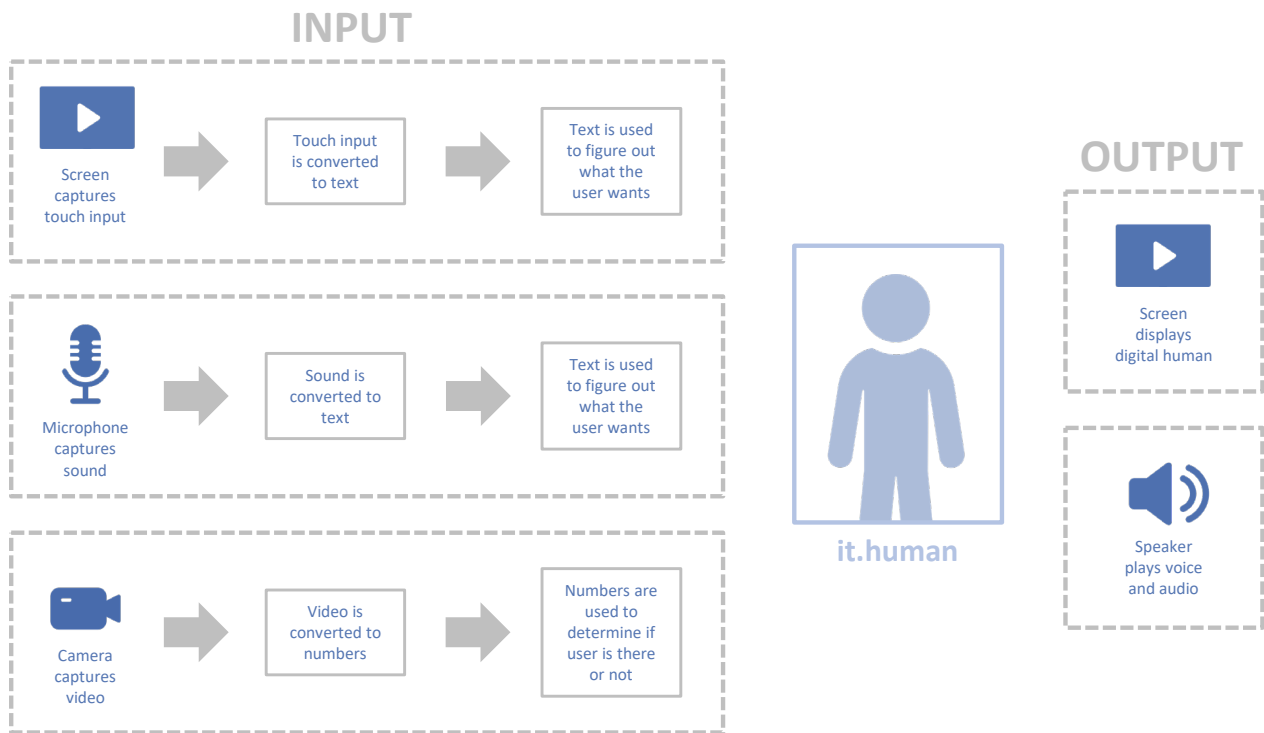 INPUT
Screen
captures
touch input
Touch input
is converted
to text
Text is used
to figure out
what the
user wants
Microphone
captures
sound
Sound is
converted to
text
Text is used
to figure out
what the
user wants
Camera
captures
video
Video is
converted to
numbers
Numbers are
used to
determine if
user is there
or not
it.human
OUTPUT
Screen
displays
digital human
Speaker
plays voice
and audio